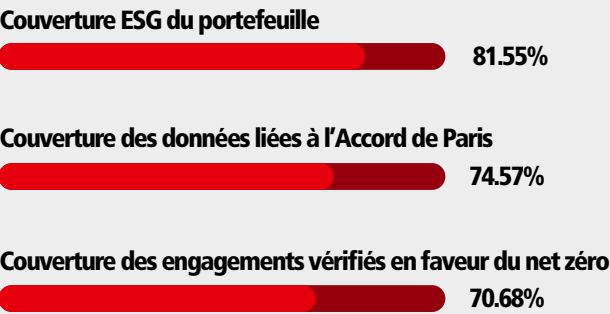 Couverture ESG du portefeuille
81.55%
Couverture des données liées à l'Accord de Paris
74.57%
Couverture des engagements vérifiés en faveur du net zéro
70.68%